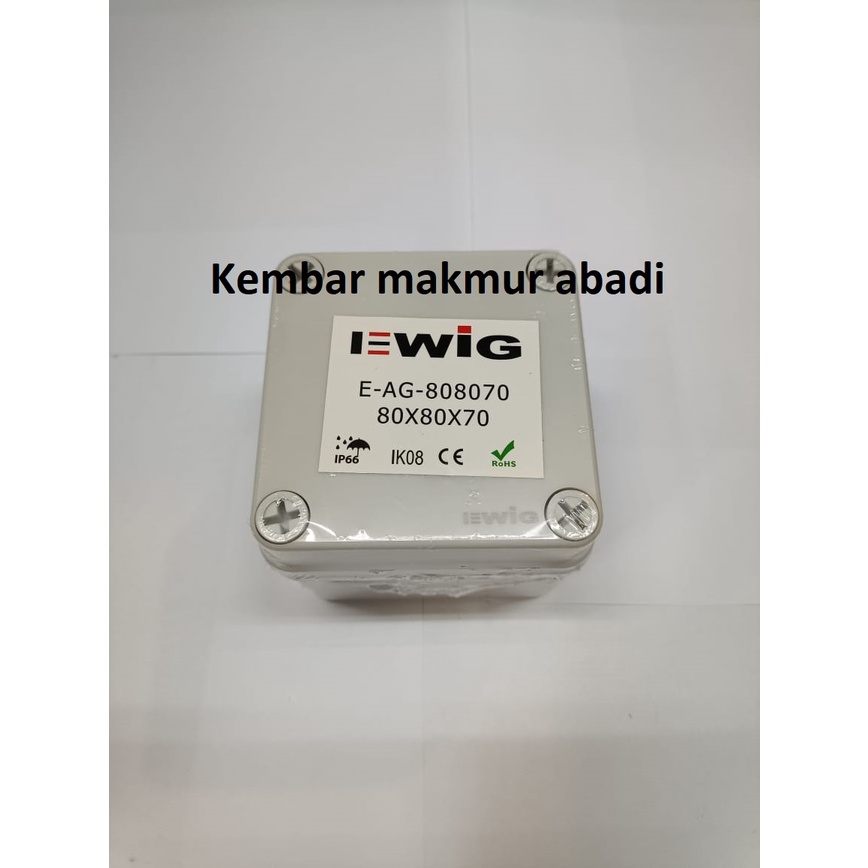 Kembar makmur abadi
EWIG
E-AG-808070
80X80X70
IP66 IK08 CE RoHS
EWIG